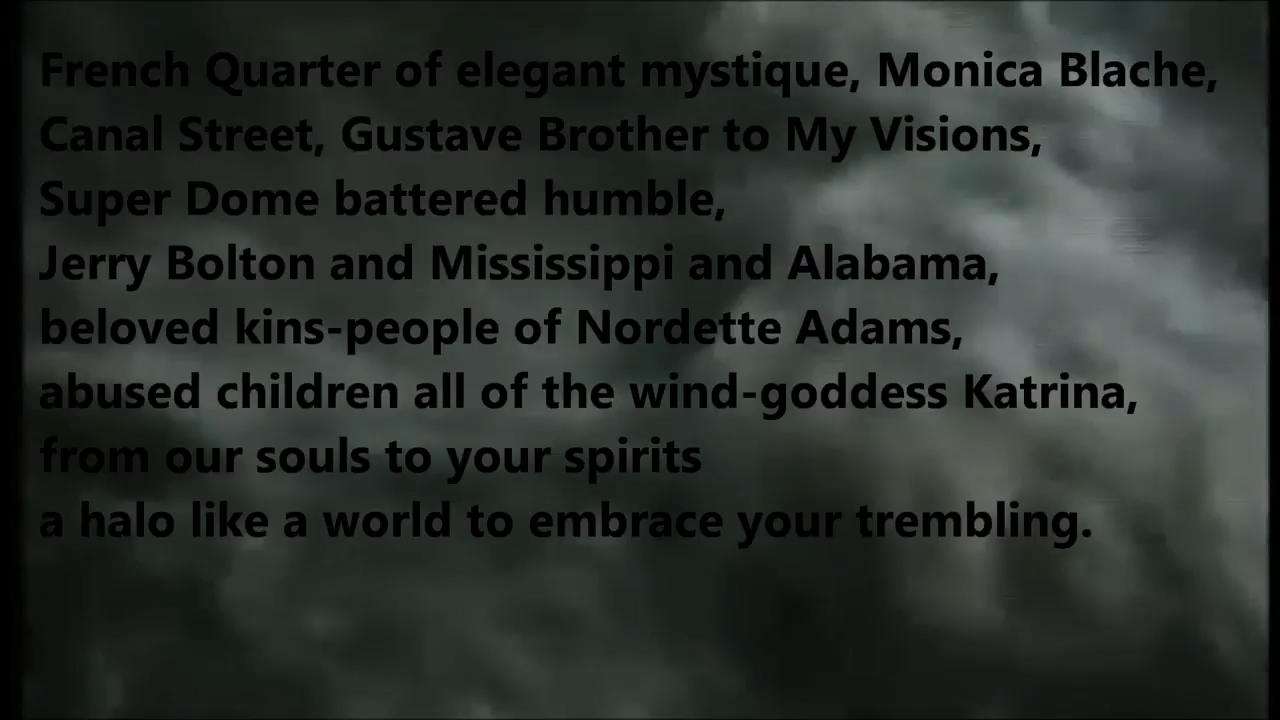 French Quarter of elegant mystique, Monica Blache,
Canal Street, Gustave Brother to My Visions,
Super Dome battered humble,
Jerry Bolton and Mississippi and Alabama,
beloved kins-people of Nordette Adams,
abused children all of the wind-goddess Katrina,
from our souls to your spirits
a halo like a world to embrace your trembling.